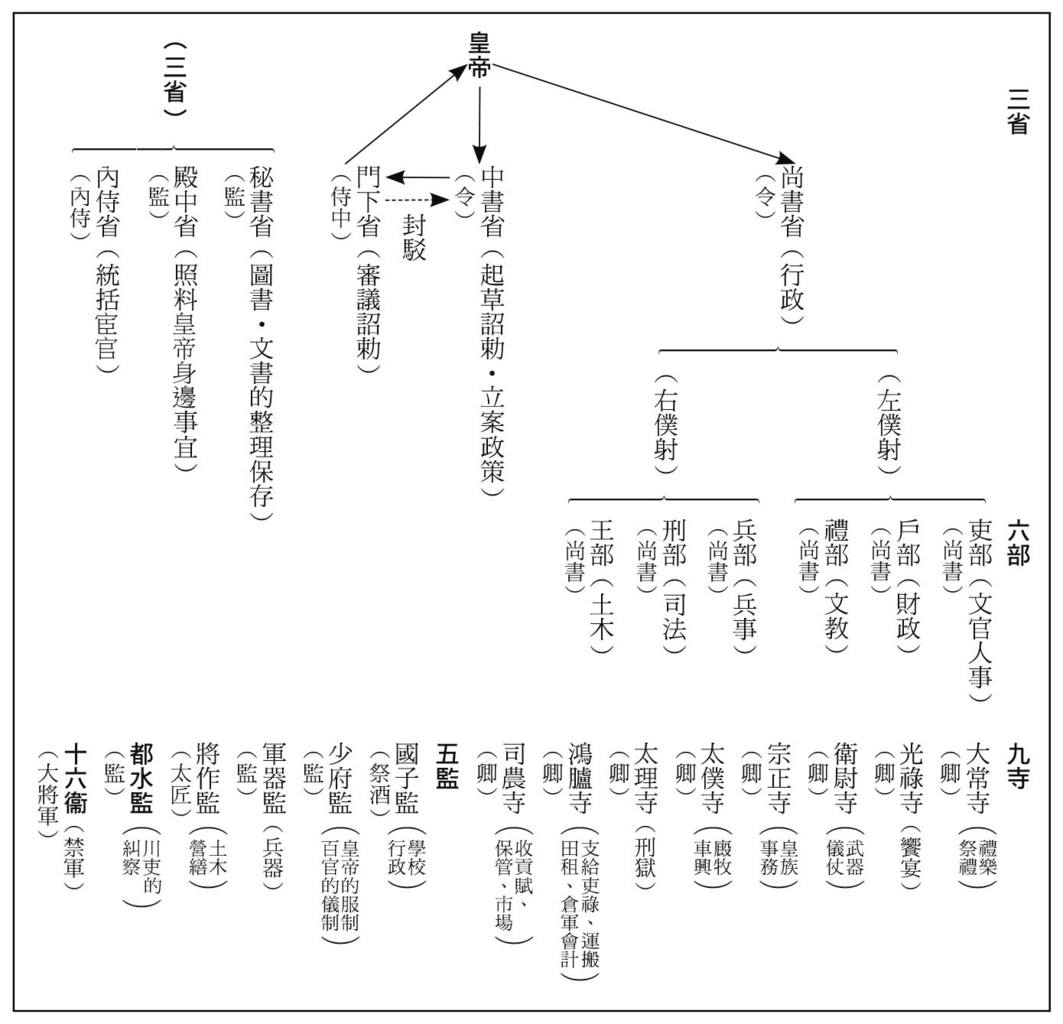 三省
皇帝
尚書省（行政）
（令）
中書省（起草詔勅・立案政策）
（令）
封駁
門下省（審議詔勅）
（侍中）
（三省）
秘書省（圖書・文書的整理保存）
（監）
殿中省（照料皇帝身邊事宜）
（監）
內侍省（統括宦官）
（內侍）
（左僕射）
（右僕射）
六部
吏部（文官人事）
（尚書）
戶部（財政）
（尚書）
禮部（文教）
（尚書）
兵部（兵事）
（尚書）
刑部（司法）
（尚書）
王部（土木）
（尚書）
九寺
大常寺（禮樂
祭禮）
（卿）
光祿寺（饗宴）
（卿）
衛尉寺（武器
儀仗）
（卿）
宗正寺（皇族
事務）
（卿）
太僕寺（廄牧
車興）
（卿）
太理寺（刑獄）
（卿）
鴻臚寺（支給吏祿、運搬
田租、倉軍會計）
（卿）
司農寺（收貢賦、
保管、市場）
（卿）
五監
國子監（學校
行政）
（祭酒）
少府監（皇帝的服制
百官的儀制）
（監）
軍器監（兵器）
（監）
將作監（土木
營繕）
（太匠）
都水監（川吏的
糾察）
（監）
十六衞（禁軍）
（大將軍）